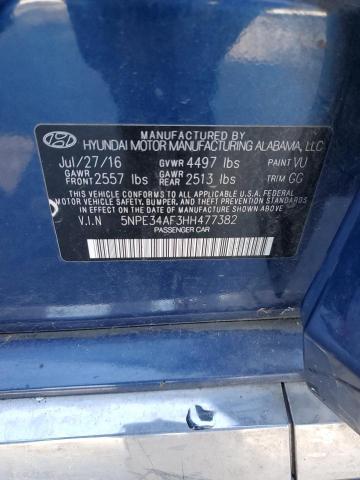 MANUFACTURED BY
HYUNDAI MOTOR MANUFACTURING ALABAMA, LLC
Jul/27/16 GVWR 4497 lbs PAINT VU
GAWR FRONT 2557 lbs GAWR REAR 2513 lbs TRIM GG
THIS VEHICLE CONFORMS TO ALL APPLICABLE FEDERAL
MOTOR VEHICLE SAFETY, BUMPER, AND THEFT PREVENTION
STANDARDS IN EFFECT ON THE DATE OF MANUFACTURE SHOWN ABOVE.
V.I.N 5NPE34AF3HH477382
PASSENGER CAR